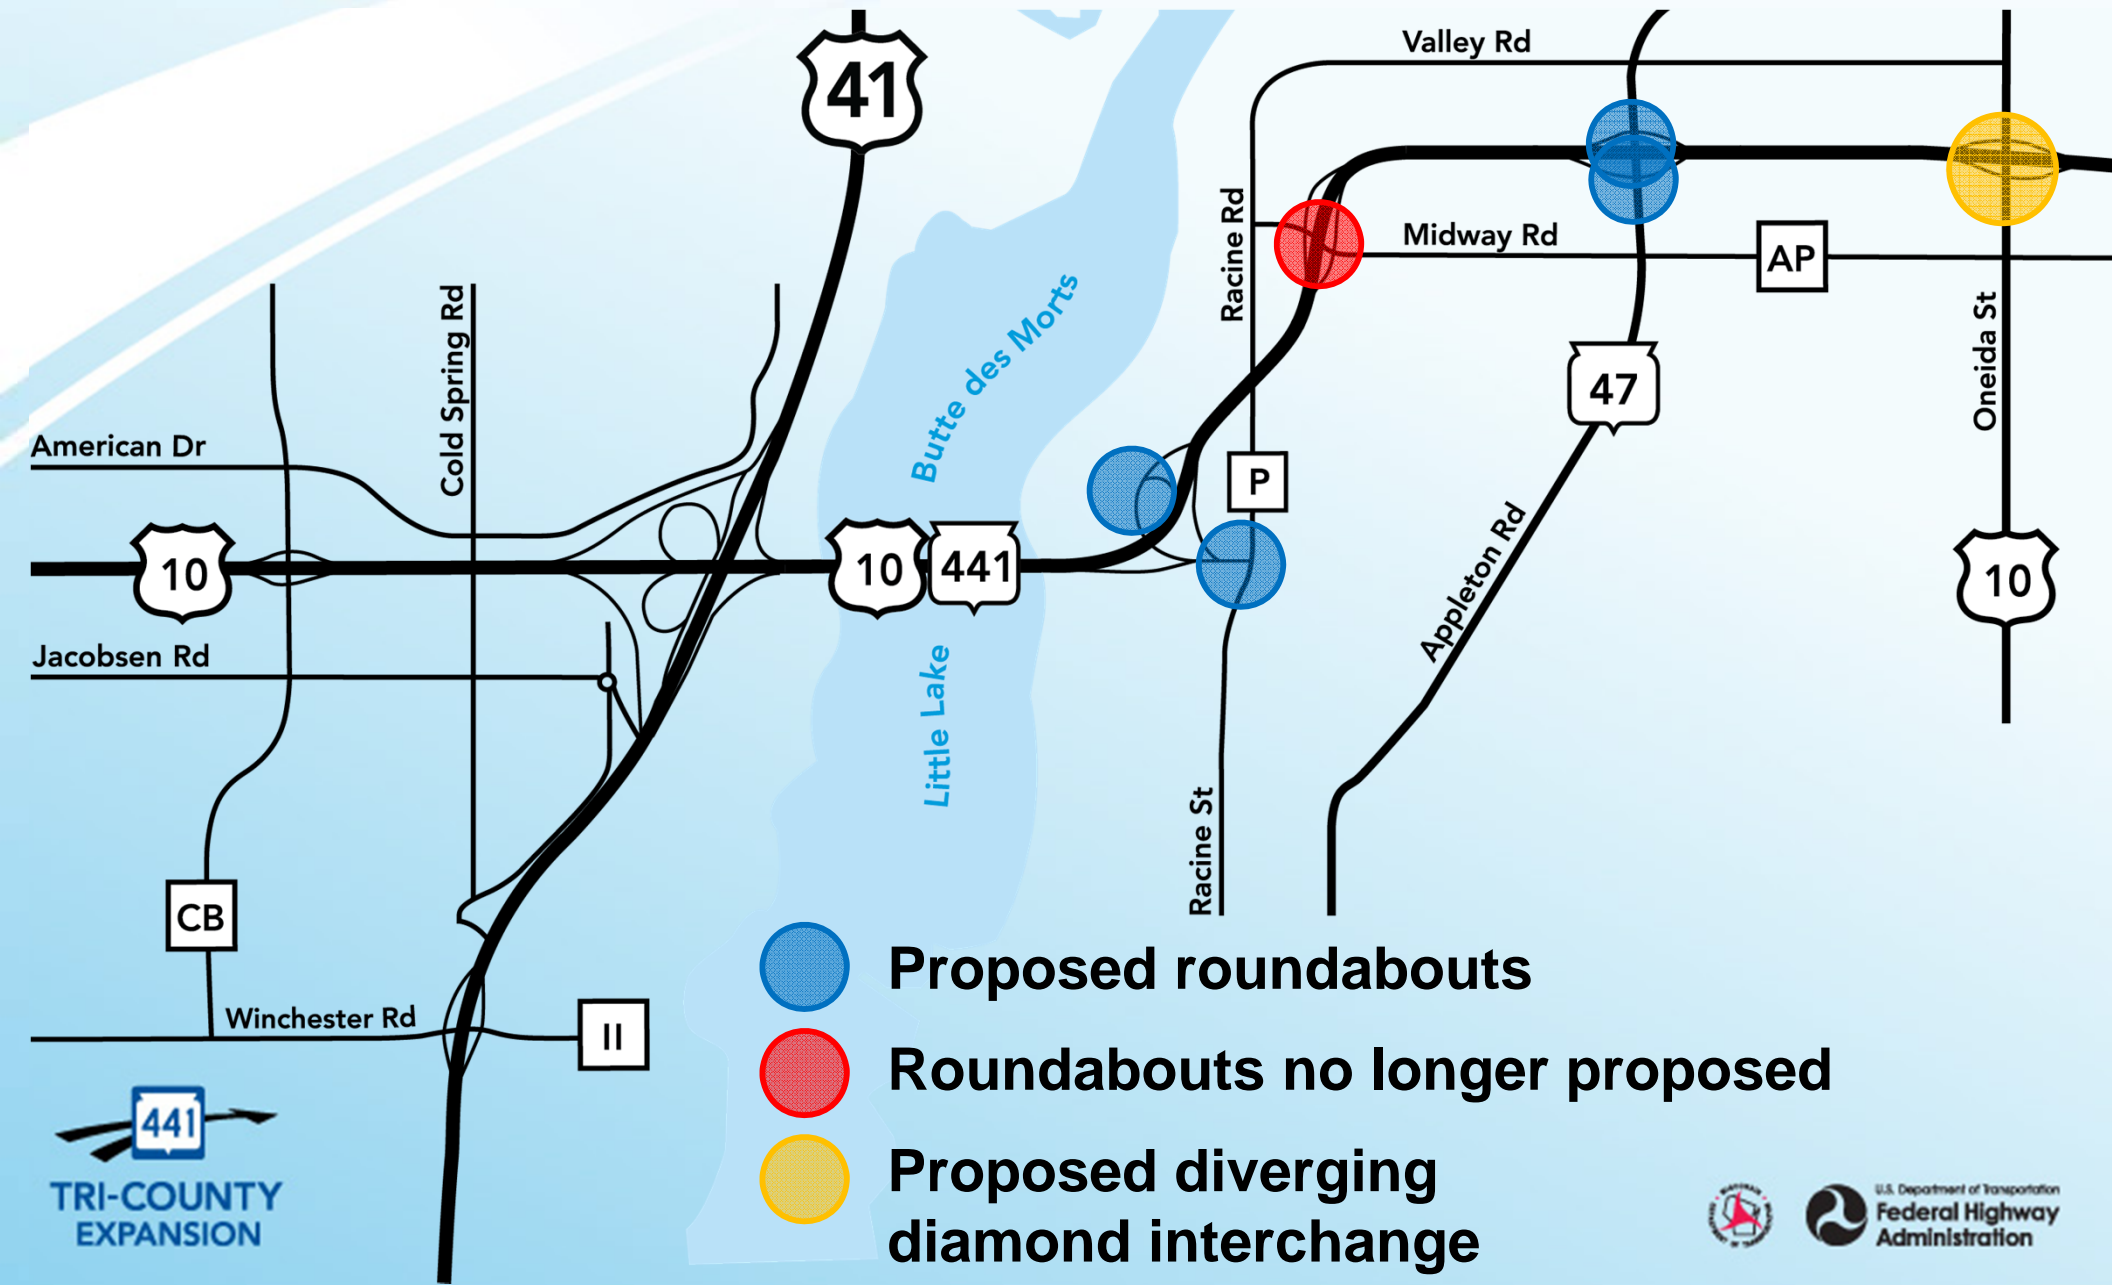 41
Valley Rd
Racine Rd
Midway Rd
AP
Cold Spring Rd
Butte des Morts
Oneida St
47
American Dr
P
10
10
441
Appleton Rd
10
Jacobsen Rd
Little Lake
Racine St
CB
Winchester Rd
II
Proposed roundabouts
Roundabouts no longer proposed
Proposed diverging
diamond interchange
441
TRI-COUNTY
EXPANSION
U.S. Department of Transportation
Federal Highway
Administration